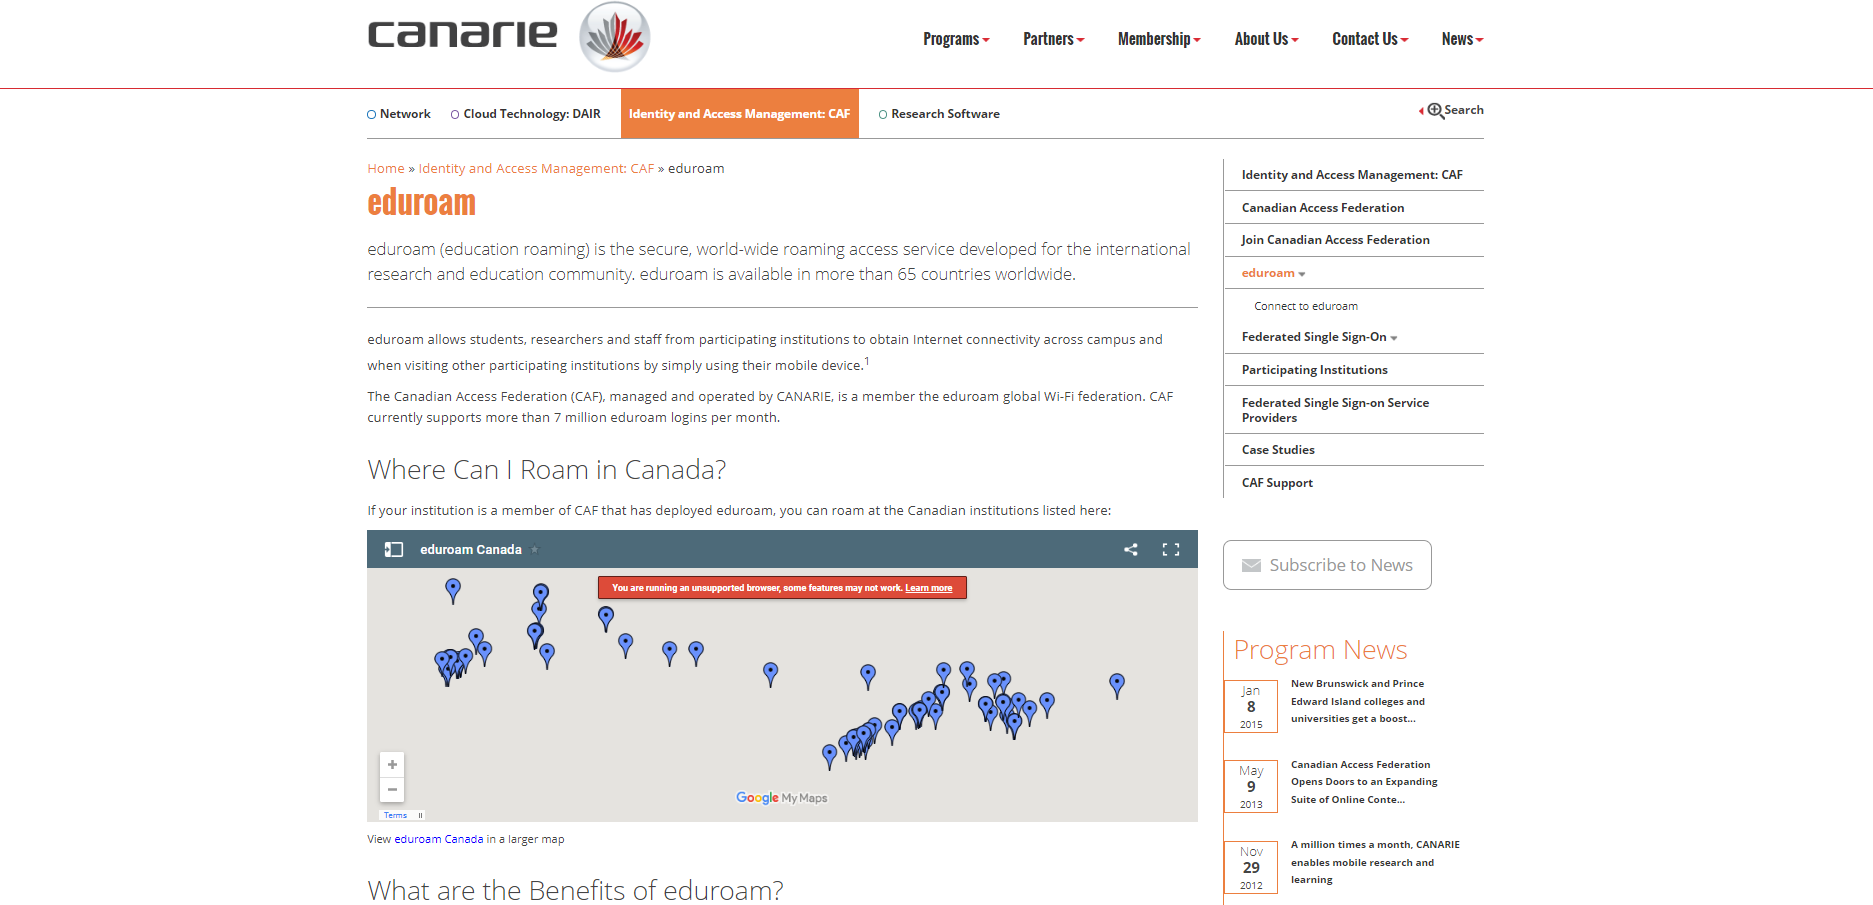 canarie
Programs
Partners
Membership
About Us
Contact Us
News
Network
Cloud Technology: DAIR
Identity and Access Management: CAF
Research Software
Search
Home » Identity and Access Management: CAF » eduroam
eduroam
eduroam (education roaming) is the secure, world-wide roaming access service developed for the international
research and education community. eduroam is available in more than 65 countries worldwide.
eduroam allows students, researchers and staff from participating institutions to obtain Internet connectivity across campus and
when visiting other participating institutions by simply using their mobile device.1
The Canadian Access Federation (CAF), managed and operated by CANARIE, is a member the eduroam global Wi-Fi federation. CAF
currently supports more than 7 million eduroam logins per month.
Where Can I Roam in Canada?
If your institution is a member of CAF that has deployed eduroam, you can roam at the Canadian institutions listed here:
eduroam Canada
You are running an unsupported browser, some features may not work. Learn more
Google My Maps
Terms
View eduroam Canada in a larger map
What are the Benefits of eduroam?
Identity and Access Management: CAF
Canadian Access Federation
Join Canadian Access Federation
eduroam
Connect to eduroam
Federated Single Sign-On
Participating Institutions
Federated Single Sign-on Service
Providers
Case Studies
CAF Support
Subscribe to News
Program News
Jan
8
2015
New Brunswick and Prince
Edward Island colleges and
universities get a boost...
May
9
2013
Canadian Access Federation
Opens Doors to an Expanding
Suite of Online Conte...
Nov
29
2012
A million times a month, CANARIE
enables mobile research and
learning